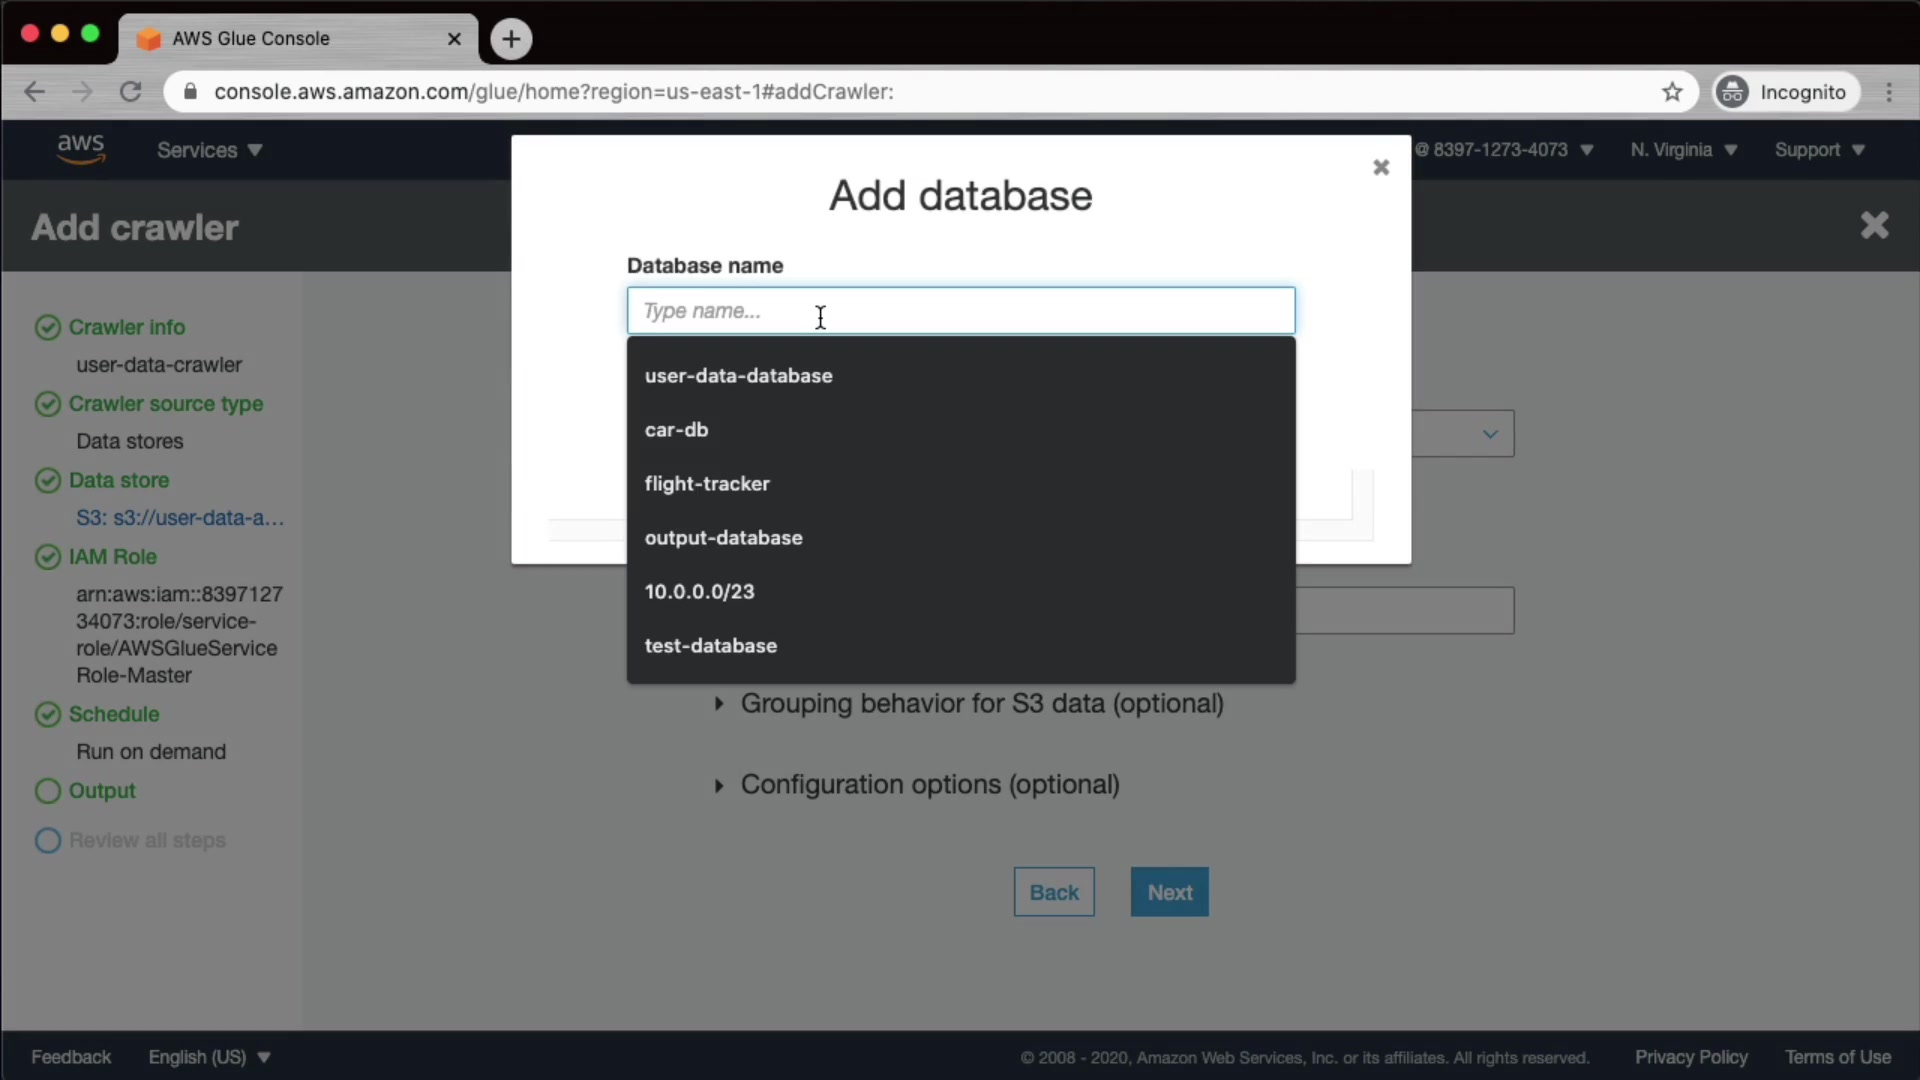 AWS Glue Console
console.aws.amazon.com/glue/home?region=us-east-1#addCrawler:
Incognito
aws
Services
@ 8397-1273-4073
N. Virginia
Support
Add crawler
Add database
Database name
Type name...
user-data-database
car-db
flight-tracker
output-database
10.0.0.0/23
test-database
Crawler info
user-data-crawler
Crawler source type
Data stores
Data store
S3: s3://user-data-a...
IAM Role
arn:aws:iam::8397127
34073:role/service-
role/AWSGlueService
Role-Master
Schedule
Run on demand
Output
Review all steps
Grouping behavior for S3 data (optional)
Configuration options (optional)
Back
Next
Feedback
English (US)
© 2008 - 2020, Amazon Web Services, Inc. or its affiliates. All rights reserved.
Privacy Policy
Terms of Use